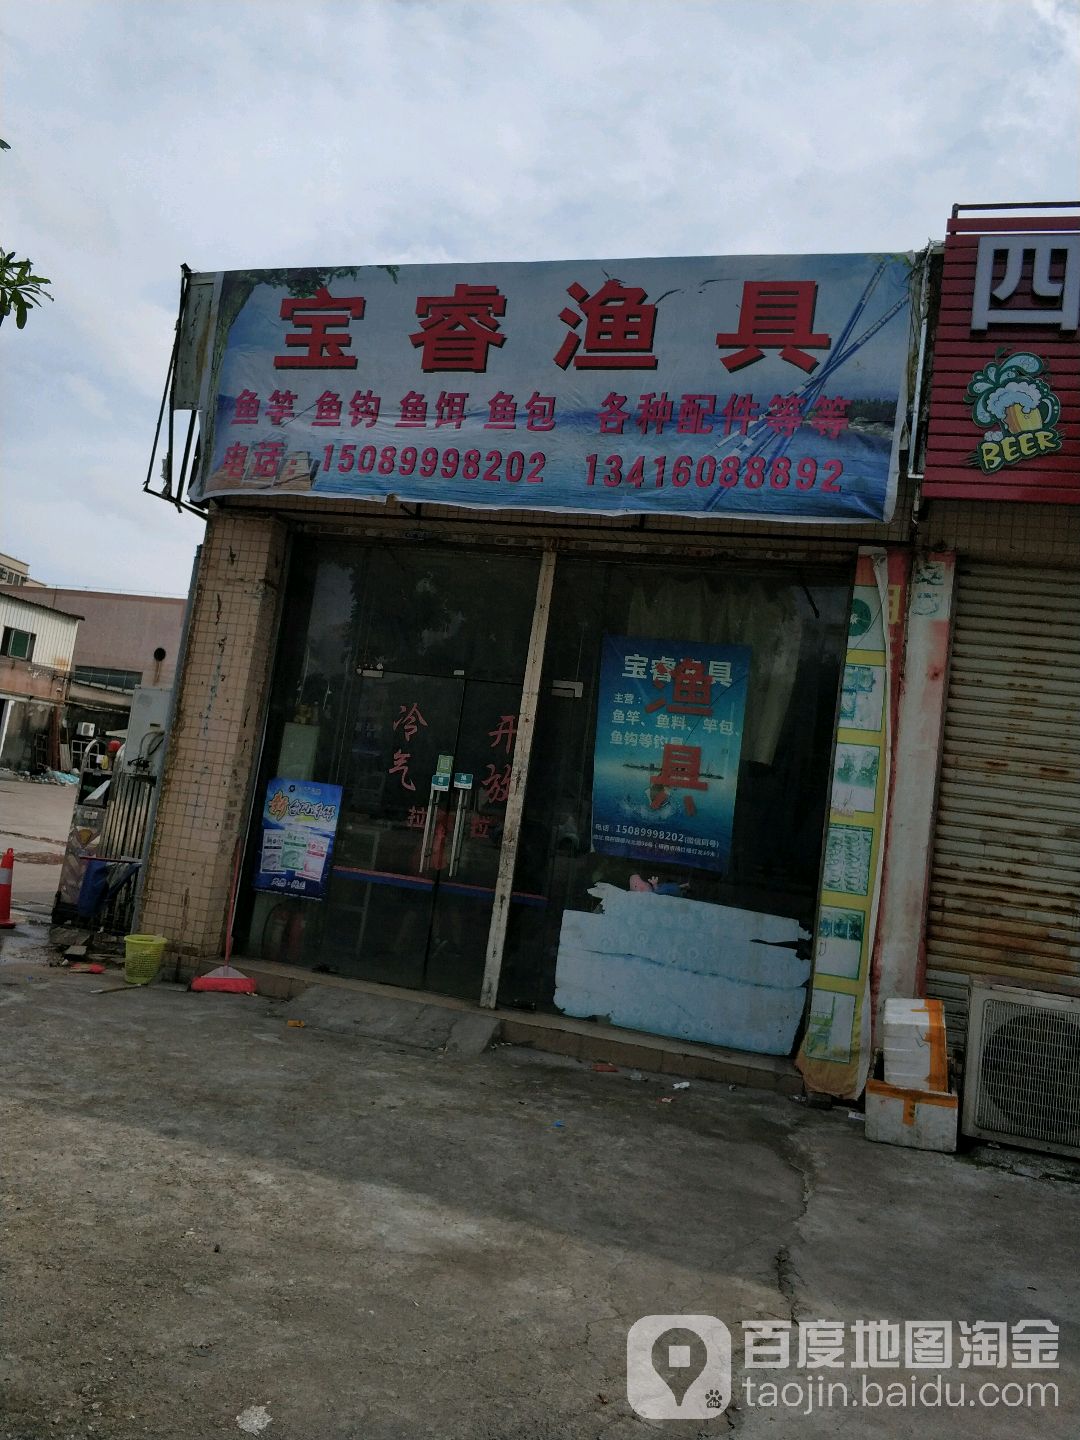 宝睿渔具
鱼竿 鱼钩 鱼饵 鱼包 各种配件等等
电话：15089998202 13416088892
四
BEER
宝睿渔具
主营：
鱼竿、鱼料、竿包、
鱼钩等钓具
电话：15089998202(微信同号)
渔具
冷气
开放
拉
拉
百度地图淘金
taojin.baidu.com